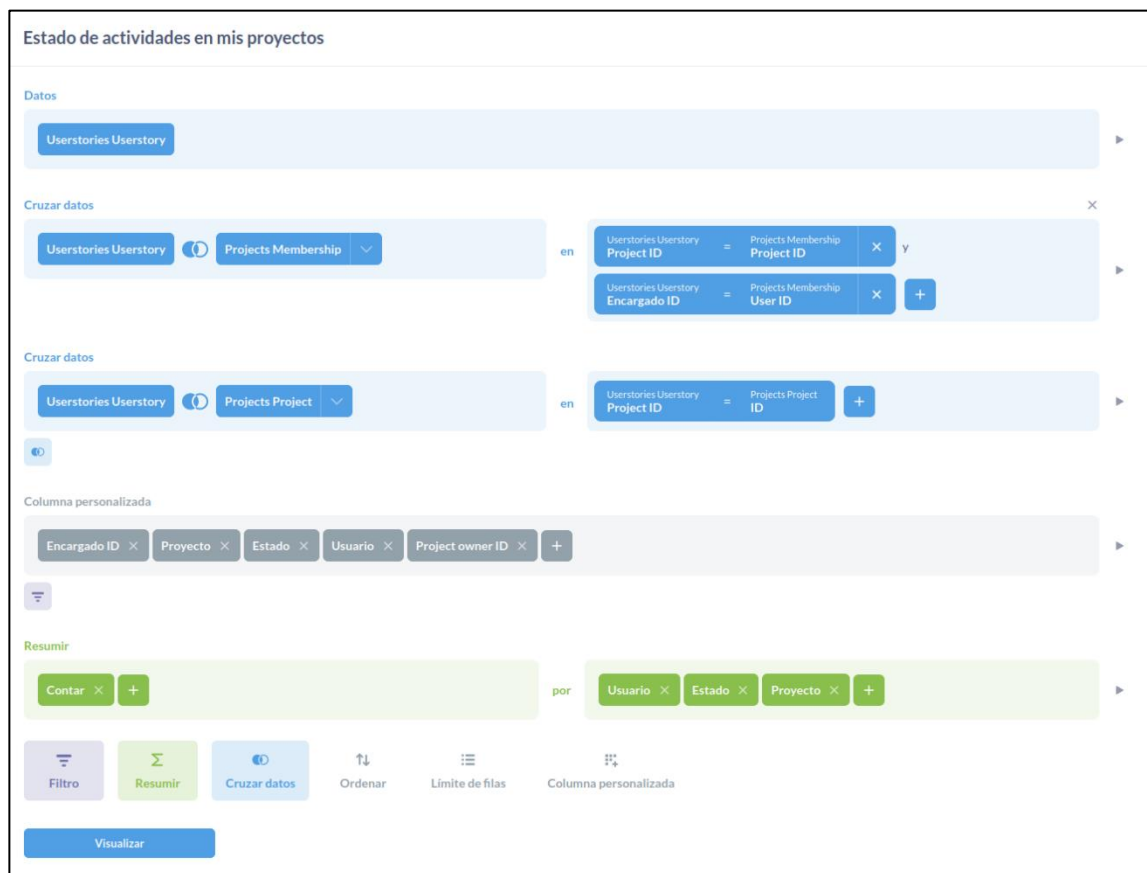 Estado de actividades en mis proyectos
Datos
Userstories Userstory
Cruzar datos
Userstories Userstory Projects Membership en
Userstories Userstory = Projects Membership
Project ID Project ID
y
Userstories Userstory = Projects Membership
Encargado ID User ID
Cruzar datos
Userstories Userstory Projects Project en
Userstories Userstory = Projects Project
Project ID ID
Columna personalizada
Encargado ID Proyecto Estado Usuario Project owner ID
Resumir
Contar por Usuario Estado Proyecto
Filtro Resumir Cruzar datos Ordenar Límite de filas Columna personalizada
Visualizar